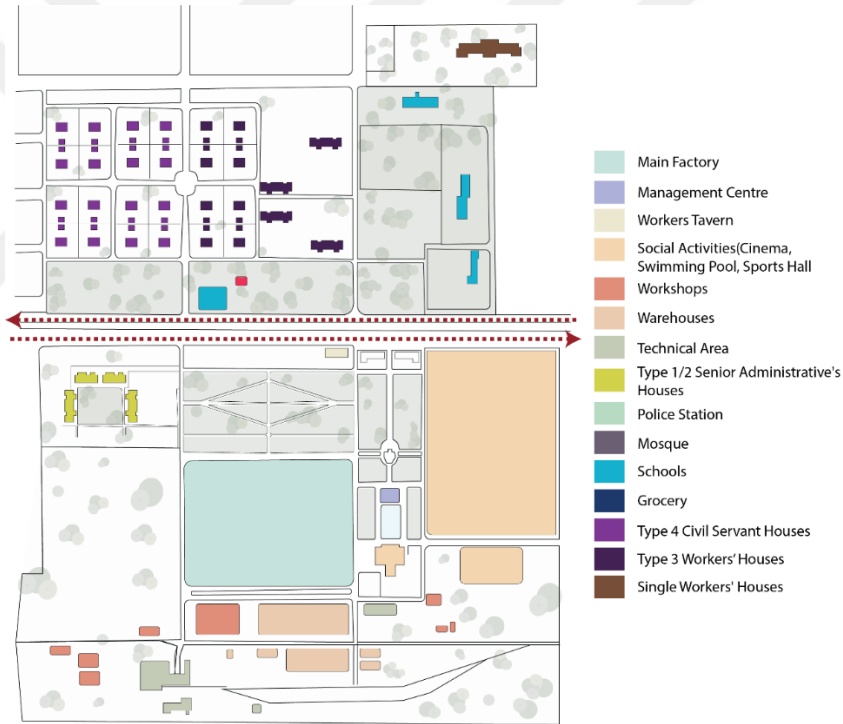 Main Factory
Management Centre
Workers Tavern
Social Activities(Cinema,
Swimming Pool, Sports Hall
Workshops
Warehouses
Technical Area
Type 1/2 Senior Administrative's
Houses
Police Station
Mosque
Schools
Grocery
Type 4 Civil Servant Houses
Type 3 Workers' Houses
Single Workers' Houses